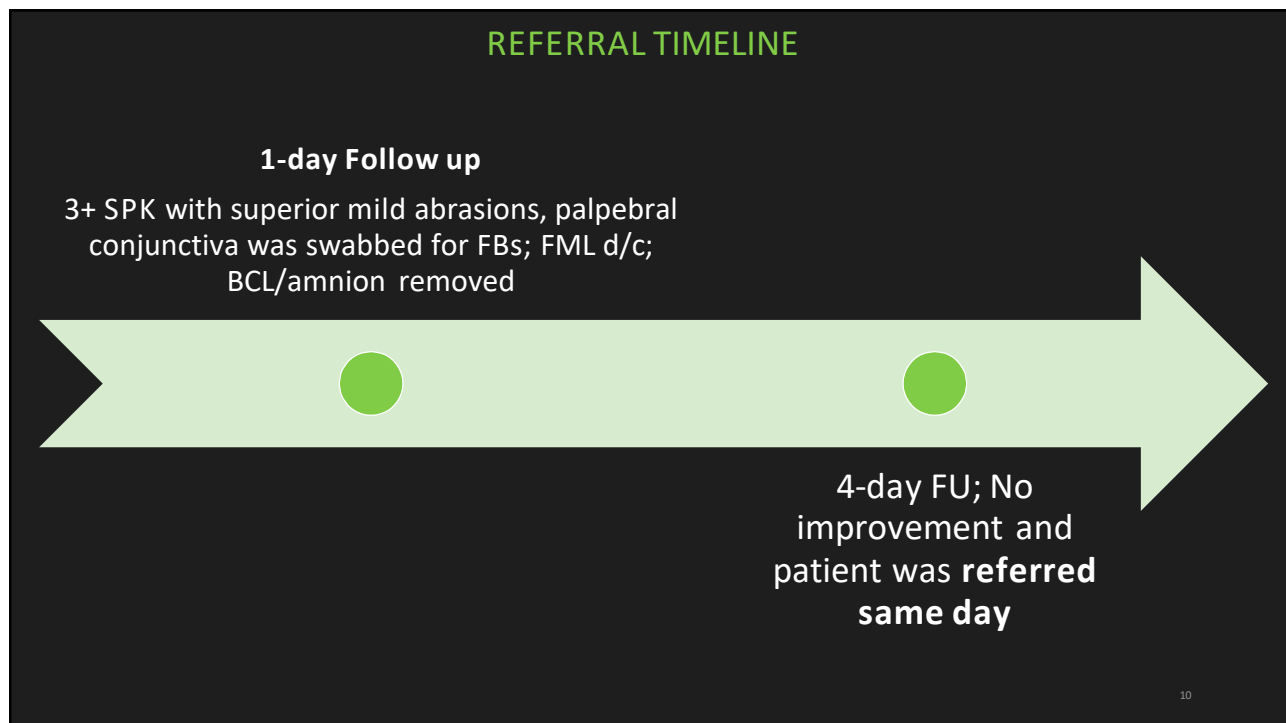 REFERRAL TIMELINE
1-day Follow up
3+ SPK with superior mild abrasions, palpebral
conjunctiva was swabbed for FBs; FML d/c;
BCL/amnion removed
4-day FU; No
improvement and
patient was referred
same day
10